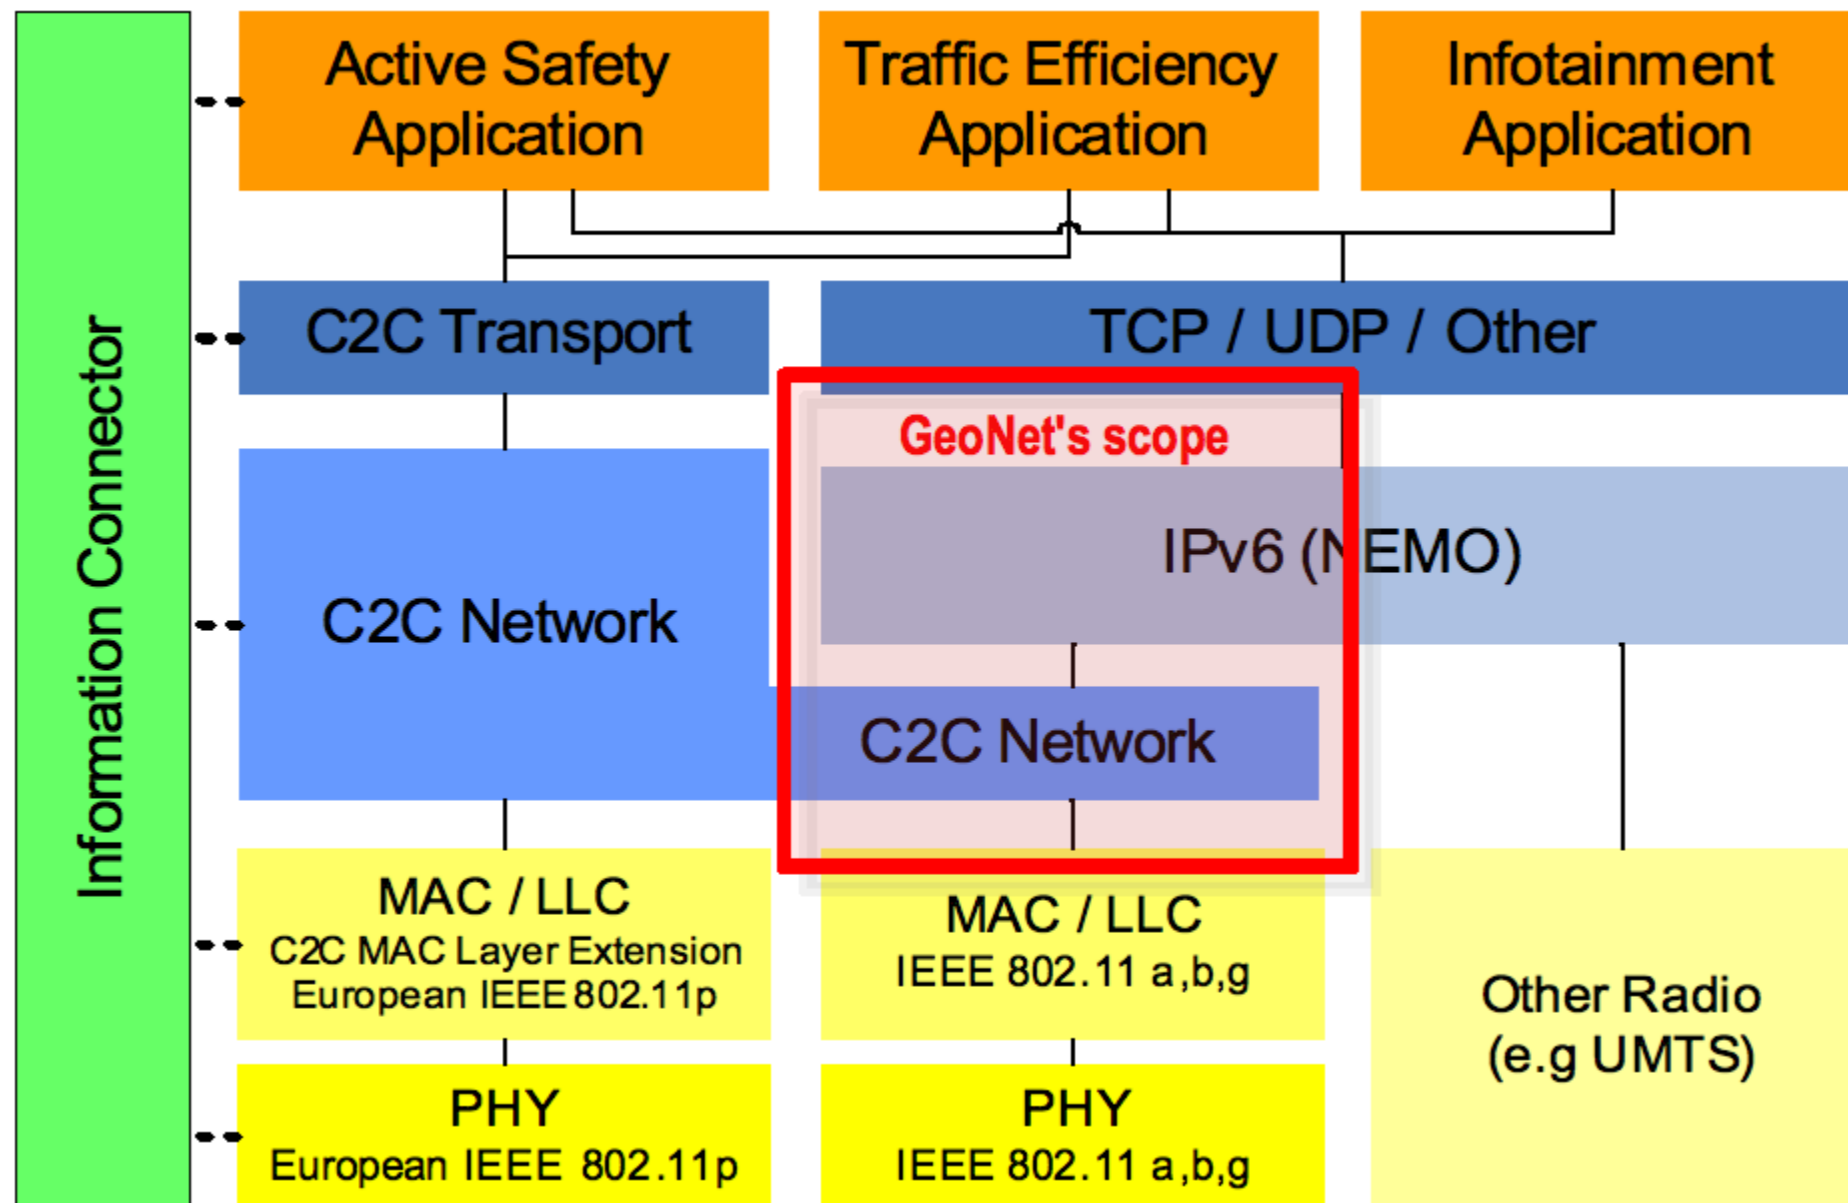 Information Connector
Active Safety
Application
Traffic Efficiency
Application
Infotainment
Application
C2C Transport
TCP / UDP / Other
GeoNet's scope
IPv6 (NEMO)
C2C Network
C2C Network
MAC / LLC
C2C MAC Layer Extension
European IEEE 802.11p
MAC / LLC
IEEE 802.11 a,b,g
Other Radio
(e.g UMTS)
PHY
European IEEE 802.11p
PHY
IEEE 802.11 a,b,g